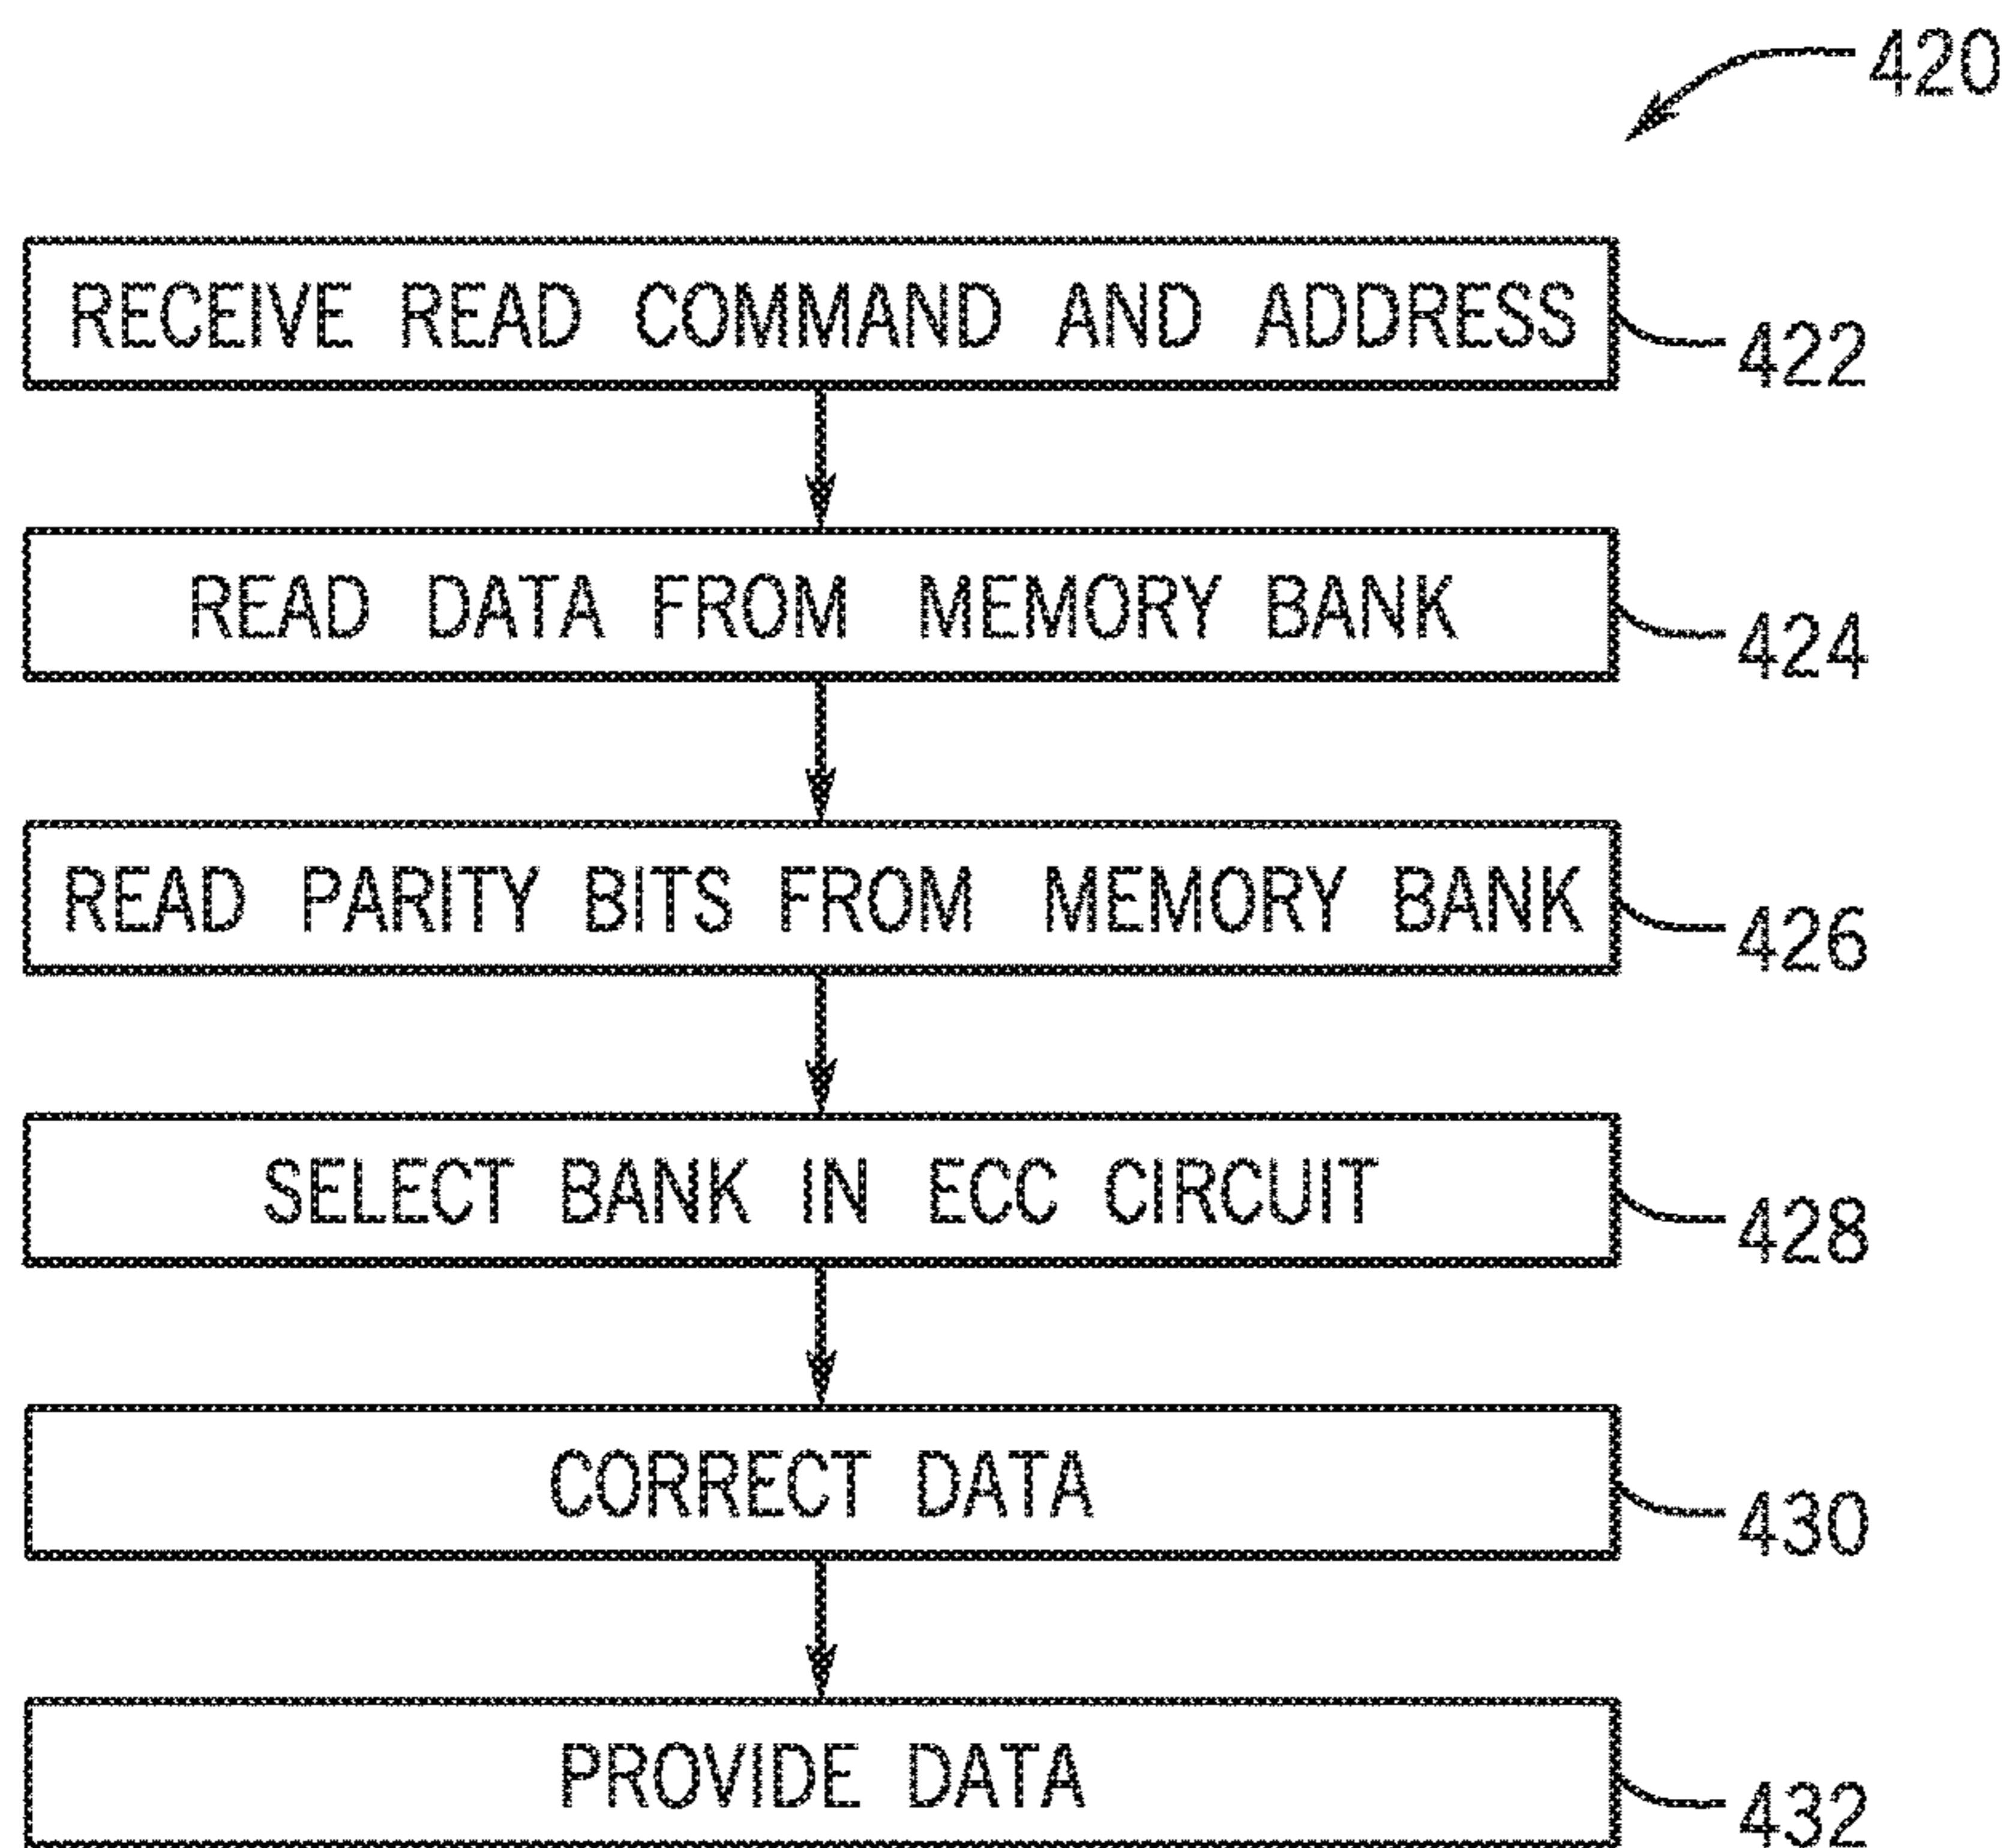 420
RECEIVE READ COMMAND AND ADDRESS
422
READ DATA FROM MEMORY BANK
424
READ PARITY BITS FROM MEMORY BANK
426
SELECT BANK IN ECC CIRCUIT
428
CORRECT DATA
430
PROVIDE DATA
432